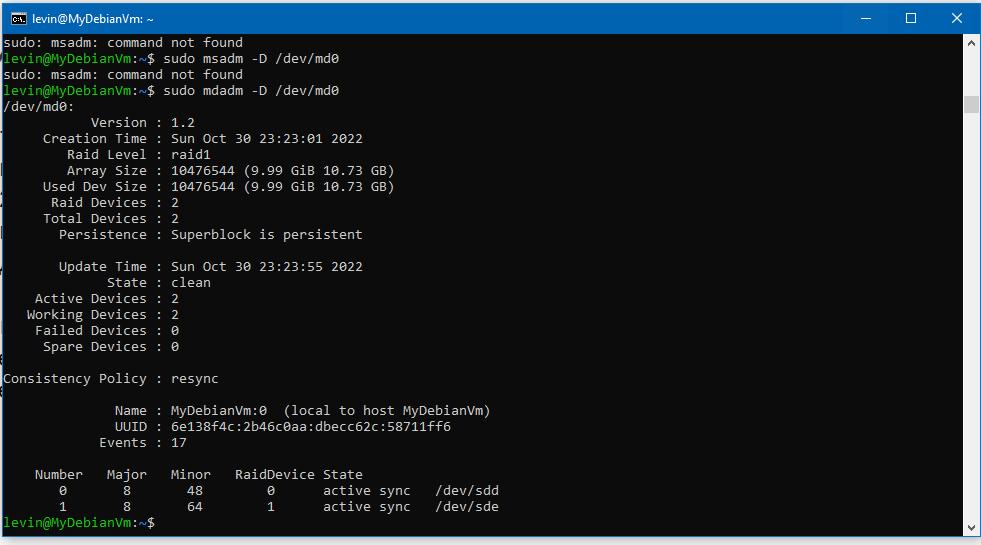 levin@MyDebianVm: ~
sudo: msadm: command not found
levin@MyDebianVm:~$ sudo msadm -D /dev/md0
sudo: msadm: command not found
levin@MyDebianVm:~$ sudo mdadm -D /dev/md0
/dev/md0:
Version : 1.2
Creation Time : Sun Oct 30 23:23:01 2022
Raid Level : raid1
Array Size : 10476544 (9.99 GiB 10.73 GB)
Used Dev Size : 10476544 (9.99 GiB 10.73 GB)
Raid Devices : 2
Total Devices : 2
Persistence : Superblock is persistent
Update Time : Sun Oct 30 23:23:55 2022
State : clean
Active Devices : 2
Working Devices : 2
Failed Devices : 0
Spare Devices : 0
Consistency Policy : resync
Name : MyDebianVm:0 (local to host MyDebianVm)
UUID : 6e138f4c:2b46c0aa:dbecc62c:58711ff6
Events : 17
Number Major Minor RaidDevice State
0 8 48 0 active sync /dev/sdd
1 8 64 1 active sync /dev/sde
levin@MyDebianVm:~$